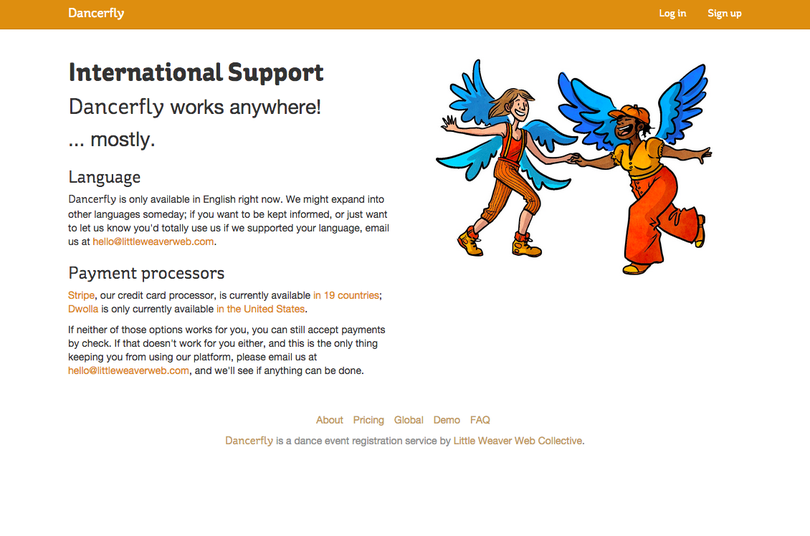 Dancerfly
Log in
Sign up
International Support
Dancerfly works anywhere!
... mostly.
Language
Dancerfly is only available in English right now. We might expand into
other languages someday; if you want to be kept informed, or just want
to let us know you'd totally use us if we supported your language, email
us at hello@littleweaverweb.com.
Payment processors
Stripe, our credit card processor, is currently available in 19 countries;
Dwolla is only currently available in the United States.
If neither of those options works for you, you can still accept payments
by check. If that doesn't work for you either, and this is the only thing
keeping you from using our platform, please email us at
hello@littleweaverweb.com, and we'll see if anything can be done.
About Pricing Global Demo FAQ
Dancerfly is a dance event registration service by Little Weaver Web Collective.